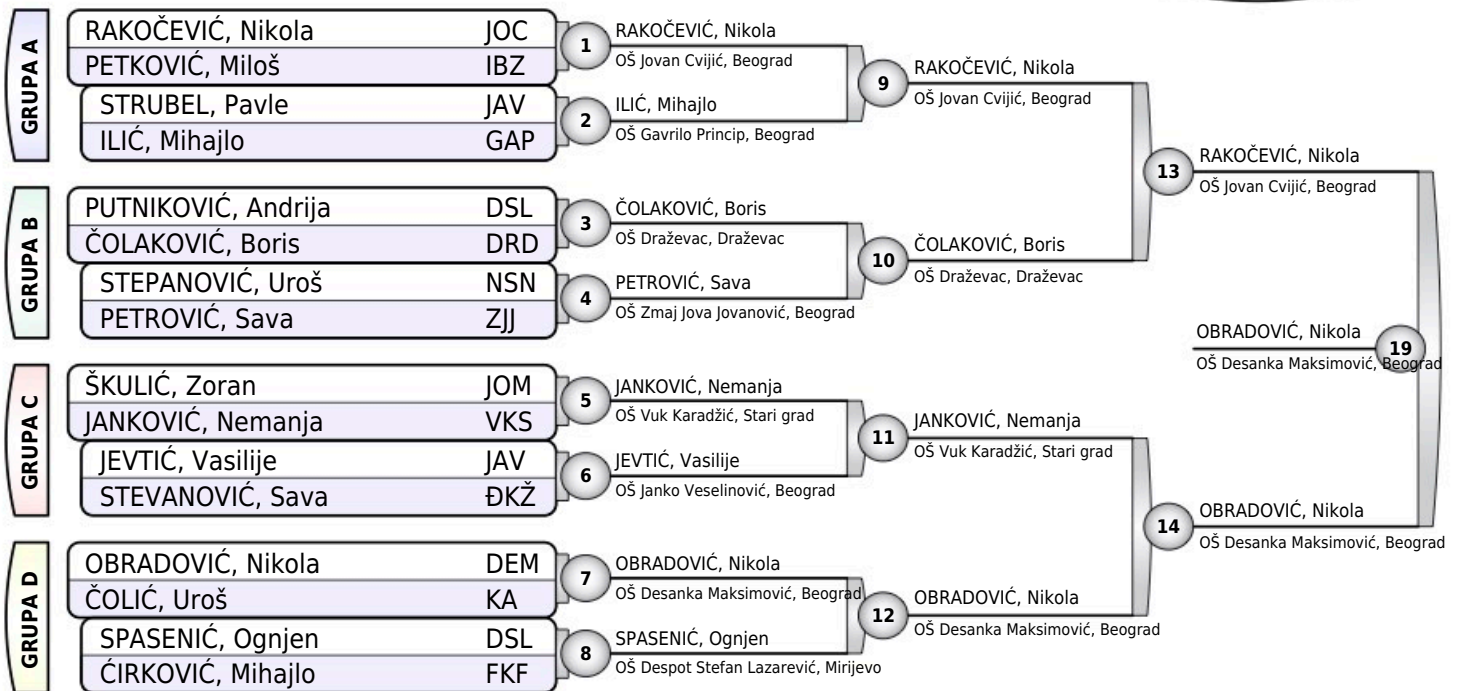 GRUPA A
RAKOČEVIĆ, Nikola JOC
PETKOVIĆ, Miloš IBZ
STRUBEL, Pavle JAV
ILIĆ, Mihajlo GAP
GRUPA B
PUTNIKOVIĆ, Andrija DSL
ČOLAKOVIĆ, Boris DRD
STEPANOVIĆ, Uroš NSN
PETROVIĆ, Sava ZJJ
GRUPA C
ŠKULIĆ, Zoran JOM
JANKOVIĆ, Nemanja VKS
JEVTIĆ, Vasilije JAV
STEVANOVIĆ, Sava ĐKŽ
GRUPA D
OBRADOVIĆ, Nikola DEM
ČOLIĆ, Uroš KA
SPASENIĆ, Ognjen DSL
ĆIRKOVIĆ, Mihajlo FKF
1
RAKOČEVIĆ, Nikola
OŠ Jovan Cvijić, Beograd
2
ILIĆ, Mihajlo
OŠ Gavrilo Princip, Beograd
3
ČOLAKOVIĆ, Boris
OŠ Draževac, Draževac
4
PETROVIĆ, Sava
OŠ Zmaj Jova Jovanović, Beograd
5
JANKOVIĆ, Nemanja
OŠ Vuk Karadžić, Stari grad
6
JEVTIĆ, Vasilije
OŠ Janko Veselinović, Beograd
7
OBRADOVIĆ, Nikola
OŠ Desanka Maksimović, Beograd
8
SPASENIĆ, Ognjen
OŠ Despot Stefan Lazarević, Mirijevo
9
RAKOČEVIĆ, Nikola
OŠ Jovan Cvijić, Beograd
10
ČOLAKOVIĆ, Boris
OŠ Draževac, Draževac
11
JANKOVIĆ, Nemanja
OŠ Vuk Karadžić, Stari grad
12
OBRADOVIĆ, Nikola
OŠ Desanka Maksimović, Beograd
13
RAKOČEVIĆ, Nikola
OŠ Jovan Cvijić, Beograd
14
OBRADOVIĆ, Nikola
OŠ Desanka Maksimović, Beograd
OBRADOVIĆ, Nikola
19
OŠ Desanka Maksimović, Beograd